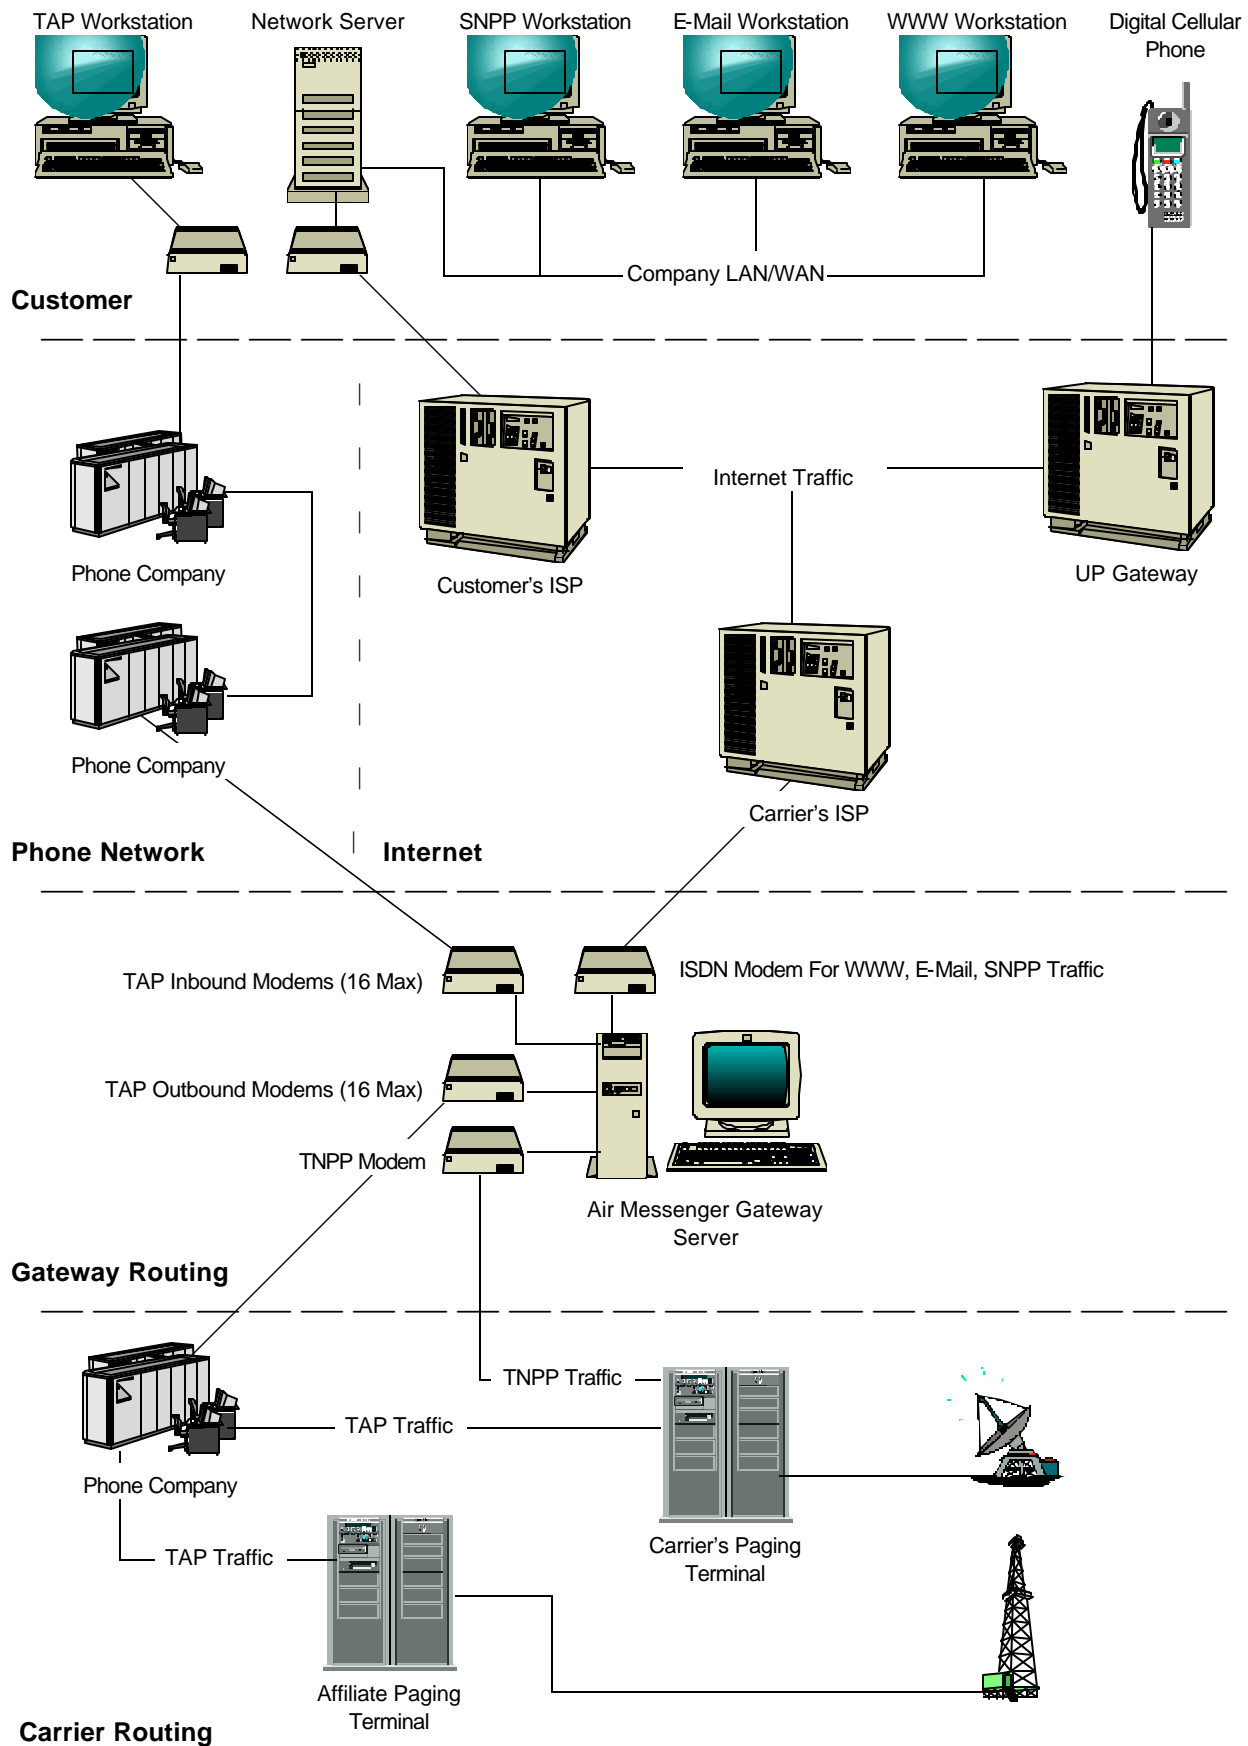 TAP Workstation
Network Server
SNPP Workstation
E-Mail Workstation
WWW Workstation
Digital Cellular
Phone
Company LAN/WAN
Customer
Internet Traffic
Phone Company
Customer's ISP
UP Gateway
Phone Company
Carrier's ISP
Phone Network
Internet
TAP Inbound Modems (16 Max)
ISDN Modem For WWW, E-Mail, SNPP Traffic
TAP Outbound Modems (16 Max)
TNPP Modem
Air Messenger Gateway
Server
Gateway Routing
TNPP Traffic
TAP Traffic
Phone Company
Carrier's Paging
Terminal
TAP Traffic
Affiliate Paging
Terminal
Carrier Routing